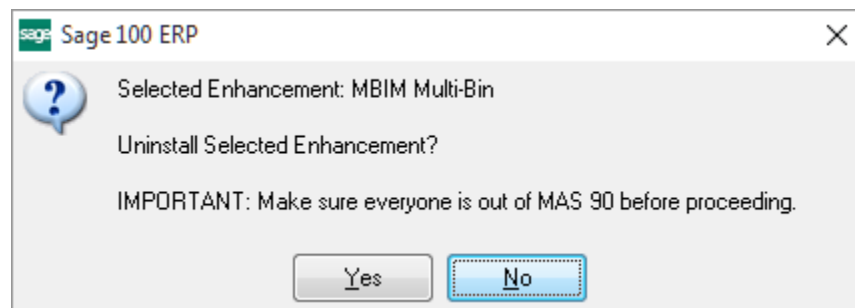 sage Sage 100 ERP
Selected Enhancement: MBIM Multi-Bin
Uninstall Selected Enhancement?
IMPORTANT: Make sure everyone is out of MAS 90 before proceeding.
Yes No